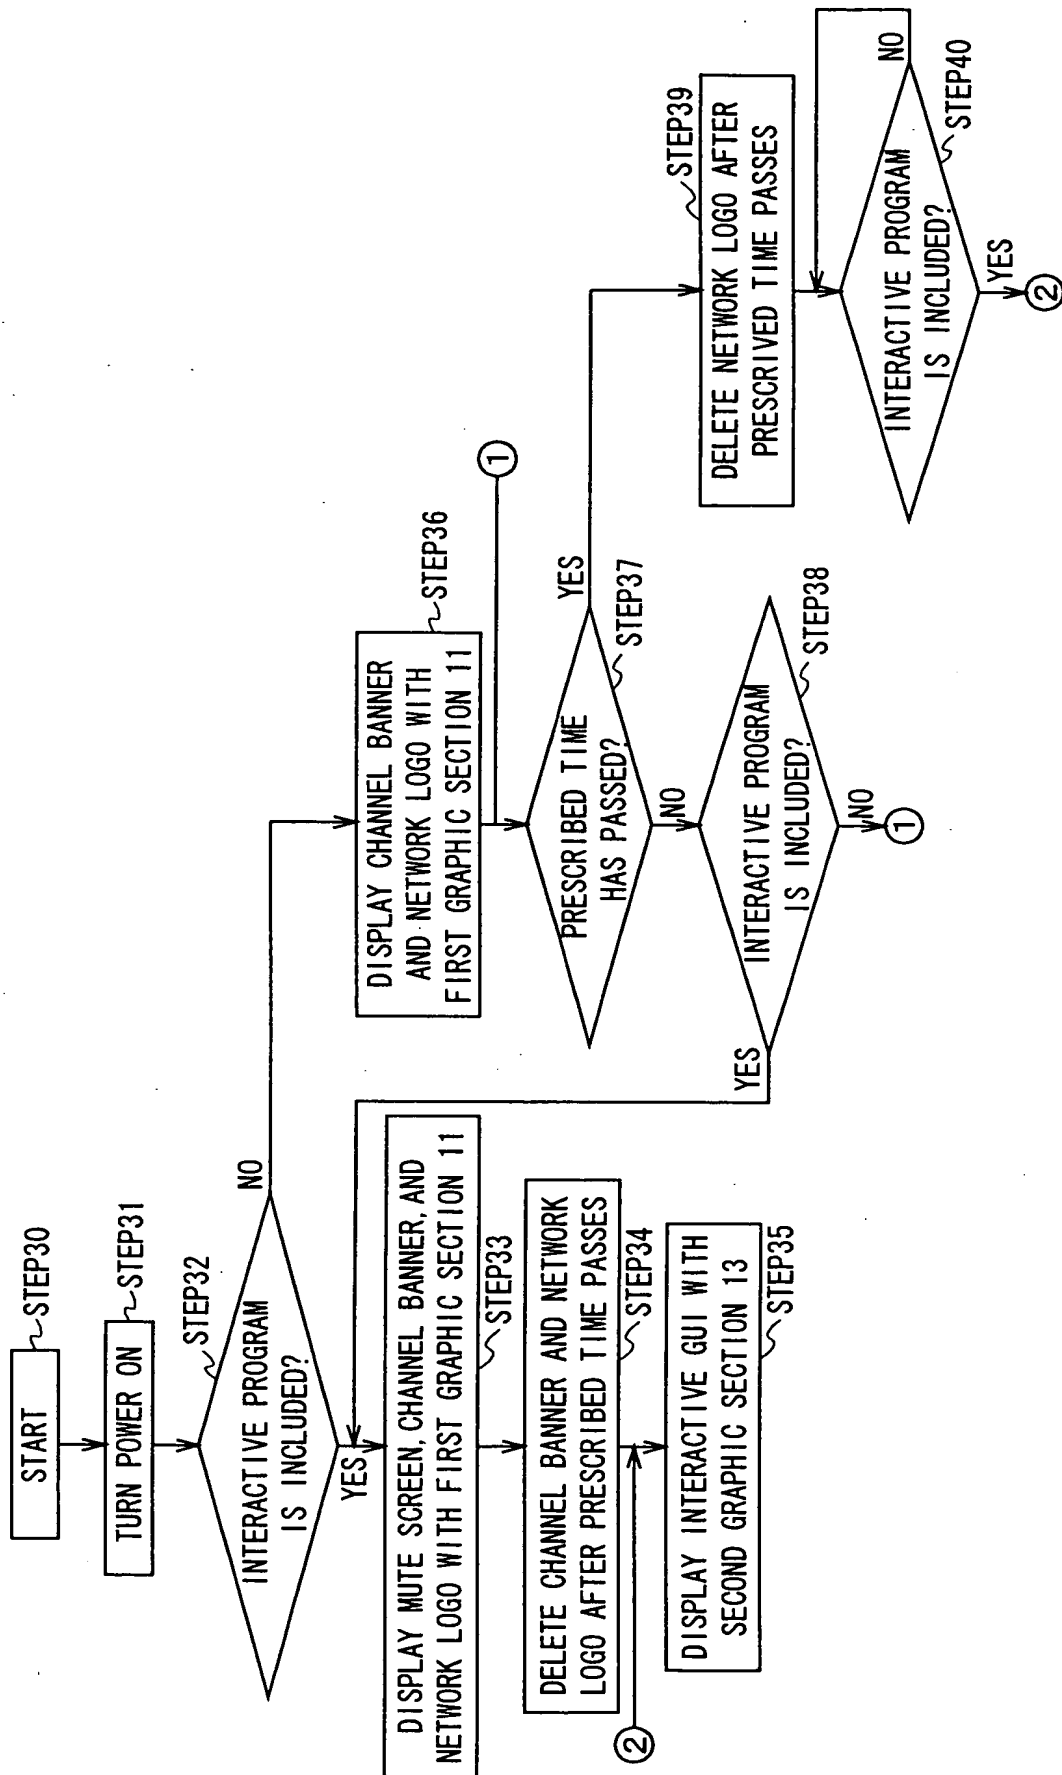 START
STEP30
TURN POWER ON
STEP31
INTERACTIVE PROGRAM
IS INCLUDED?
STEP32
NO
YES
DISPLAY MUTE SCREEN, CHANNEL BANNER, AND
NETWORK LOGO WITH FIRST GRAPHIC SECTION 11
STEP33
DELETE CHANNEL BANNER AND NETWORK
LOGO AFTER PRESCRIBED TIME PASSES
STEP34
②
DISPLAY INTERACTIVE GUI WITH
SECOND GRAPHIC SECTION 13
STEP35
DISPLAY CHANNEL BANNER
AND NETWORK LOGO WITH
FIRST GRAPHIC SECTION 11
STEP36
①
PRESCRIBED TIME
HAS PASSED?
STEP37
YES
NO
INTERACTIVE PROGRAM
IS INCLUDED?
STEP38
YES
NO
①
DELETE NETWORK LOGO AFTER
PRESCRIVED TIME PASSES
STEP39
INTERACTIVE PROGRAM
IS INCLUDED?
STEP40
NO
YES
②